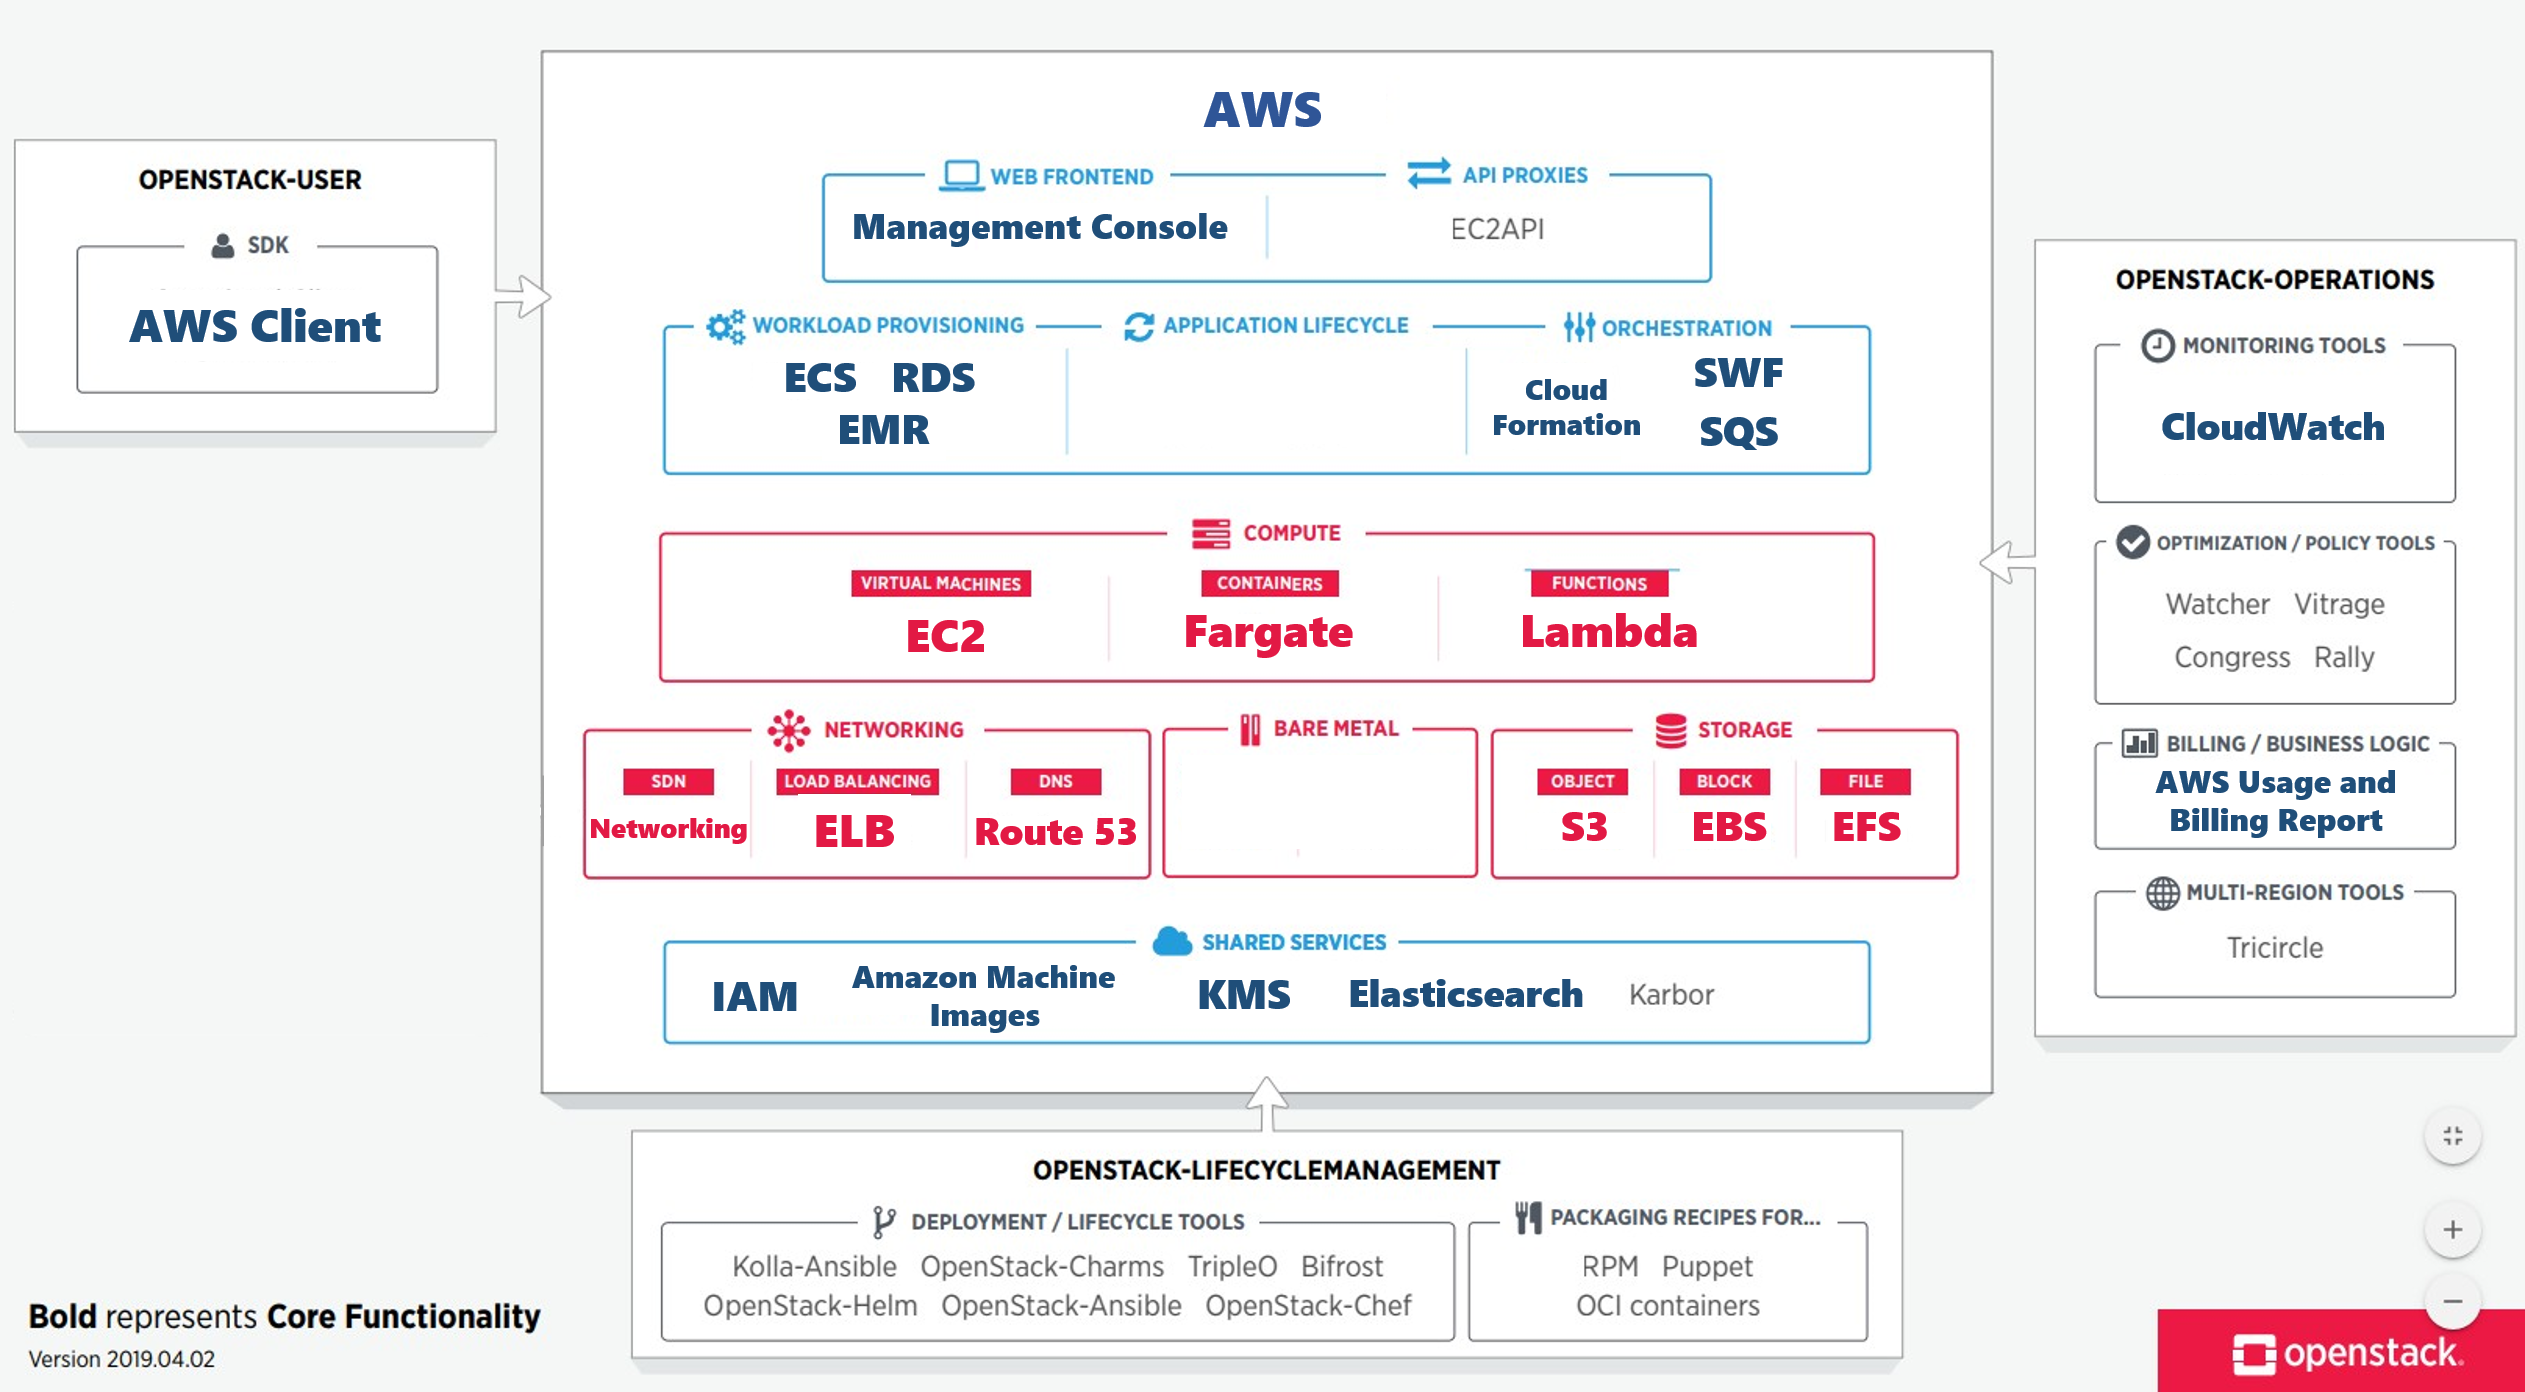 AWS
OPENSTACK-USER
SDK
AWS Client
WEB FRONTEND
Management Console
API PROXIES
EC2API
WORKLOAD PROVISIONING
ECS RDS
EMR
APPLICATION LIFECYCLE
ORCHESTRATION
Cloud
Formation
SWF
SQS
COMPUTE
VIRTUAL MACHINES
EC2
CONTAINERS
Fargate
FUNCTIONS
Lambda
NETWORKING
SDN
Networking
LOAD BALANCING
ELB
DNS
Route 53
BARE METAL
STORAGE
OBJECT
S3
BLOCK
EBS
FILE
EFS
SHARED SERVICES
IAM
Amazon Machine
Images
KMS
Elasticsearch
Karbor
OPENSTACK-OPERATIONS
MONITORING TOOLS
CloudWatch
OPTIMIZATION / POLICY TOOLS
Watcher Vitrage
Congress Rally
BILLING / BUSINESS LOGIC
AWS Usage and
Billing Report
MULTI-REGION TOOLS
Tricircle
OPENSTACK-LIFECYCLEMANAGEMENT
DEPLOYMENT / LIFECYCLE TOOLS
Kolla-Ansible OpenStack-Charms TripleO Bifrost
OpenStack-Helm OpenStack-Ansible OpenStack-Chef
PACKAGING RECIPES FOR...
RPM Puppet
OCI containers
Bold represents Core Functionality
Version 2019.04.02
openstack.